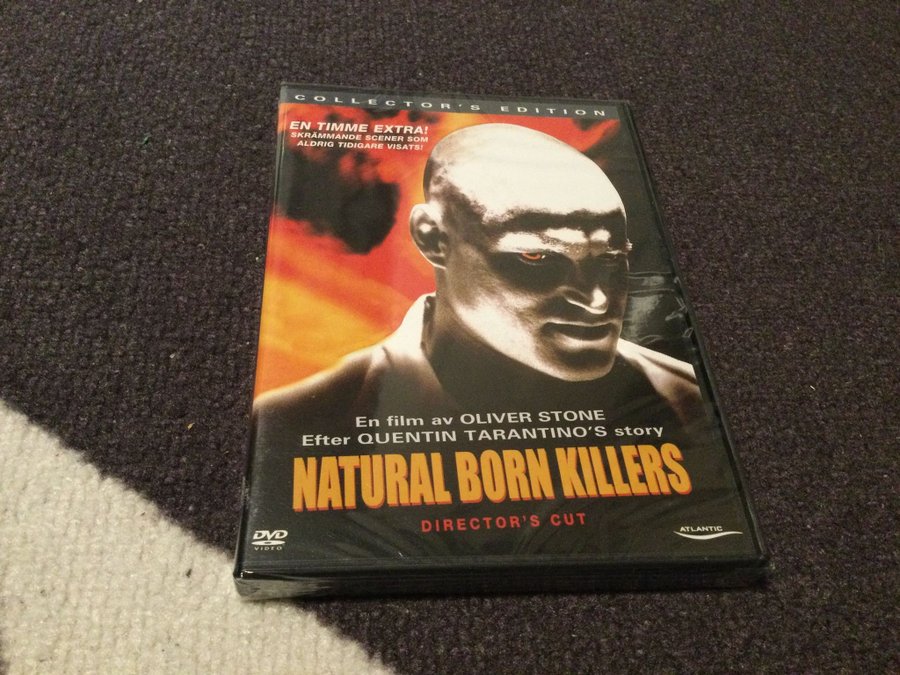 COLLECTOR'S EDITION
EN TIMME EXTRA!
SKRÄMMANDE SCENER SOM
ALDRIG TIDIGARE VISATS!
En film av OLIVER STONE
Efter QUENTIN TARANTINO'S story
NATURAL BORN KILLERS
DIRECTOR'S CUT
DVD
VIDEO
ATLANTIC